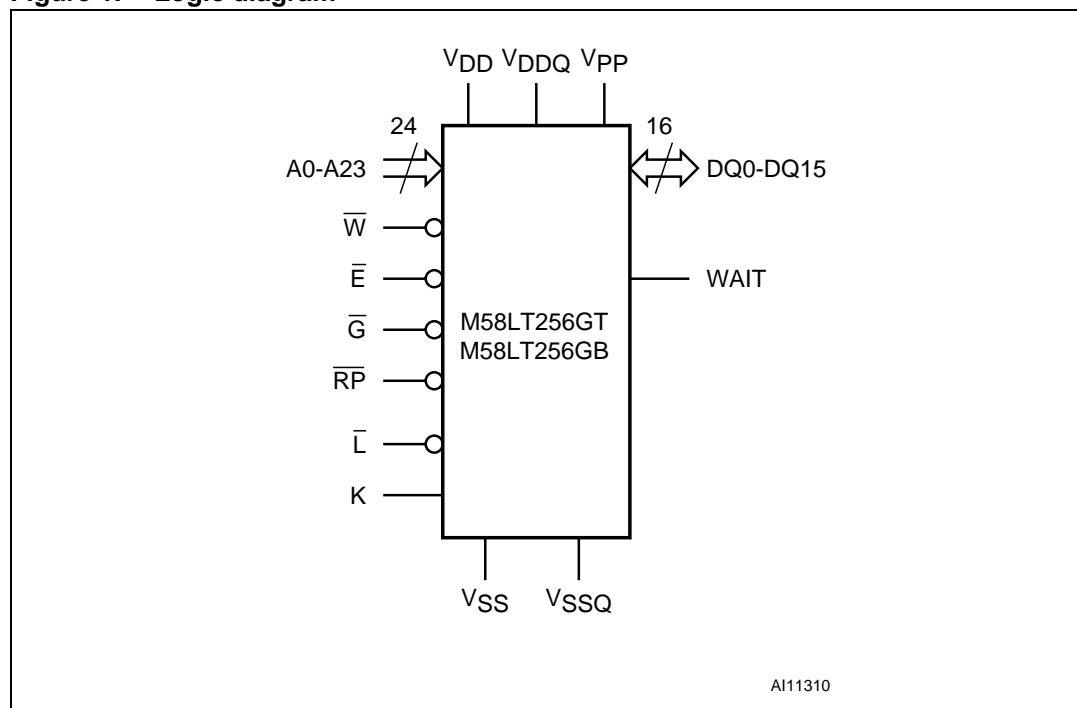 Figure 1. Logic diagram
VDD VDDQ VPP
24
16
A0-A23
DQ0-DQ15
W̅
E̅
WAIT
G̅
M58LT256GT
M58LT256GB
R̅P̅
L̅
K
VSS VSSQ
AI11310